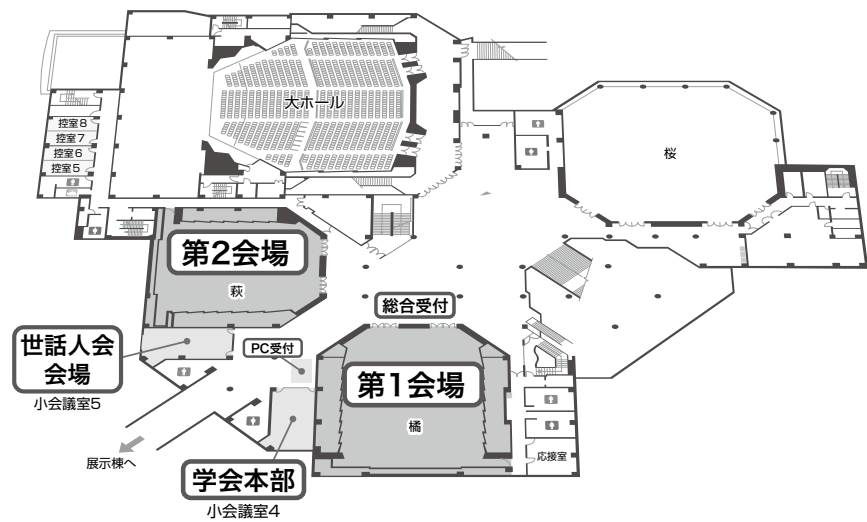 大ホール
控室8
控室7
控室6
控室5
桜
第2会場
萩
総合受付
世話人会
会場
小会議室5
PC受付
第1会場
橘
展示棟へ
学会本部
小会議室4
応接室